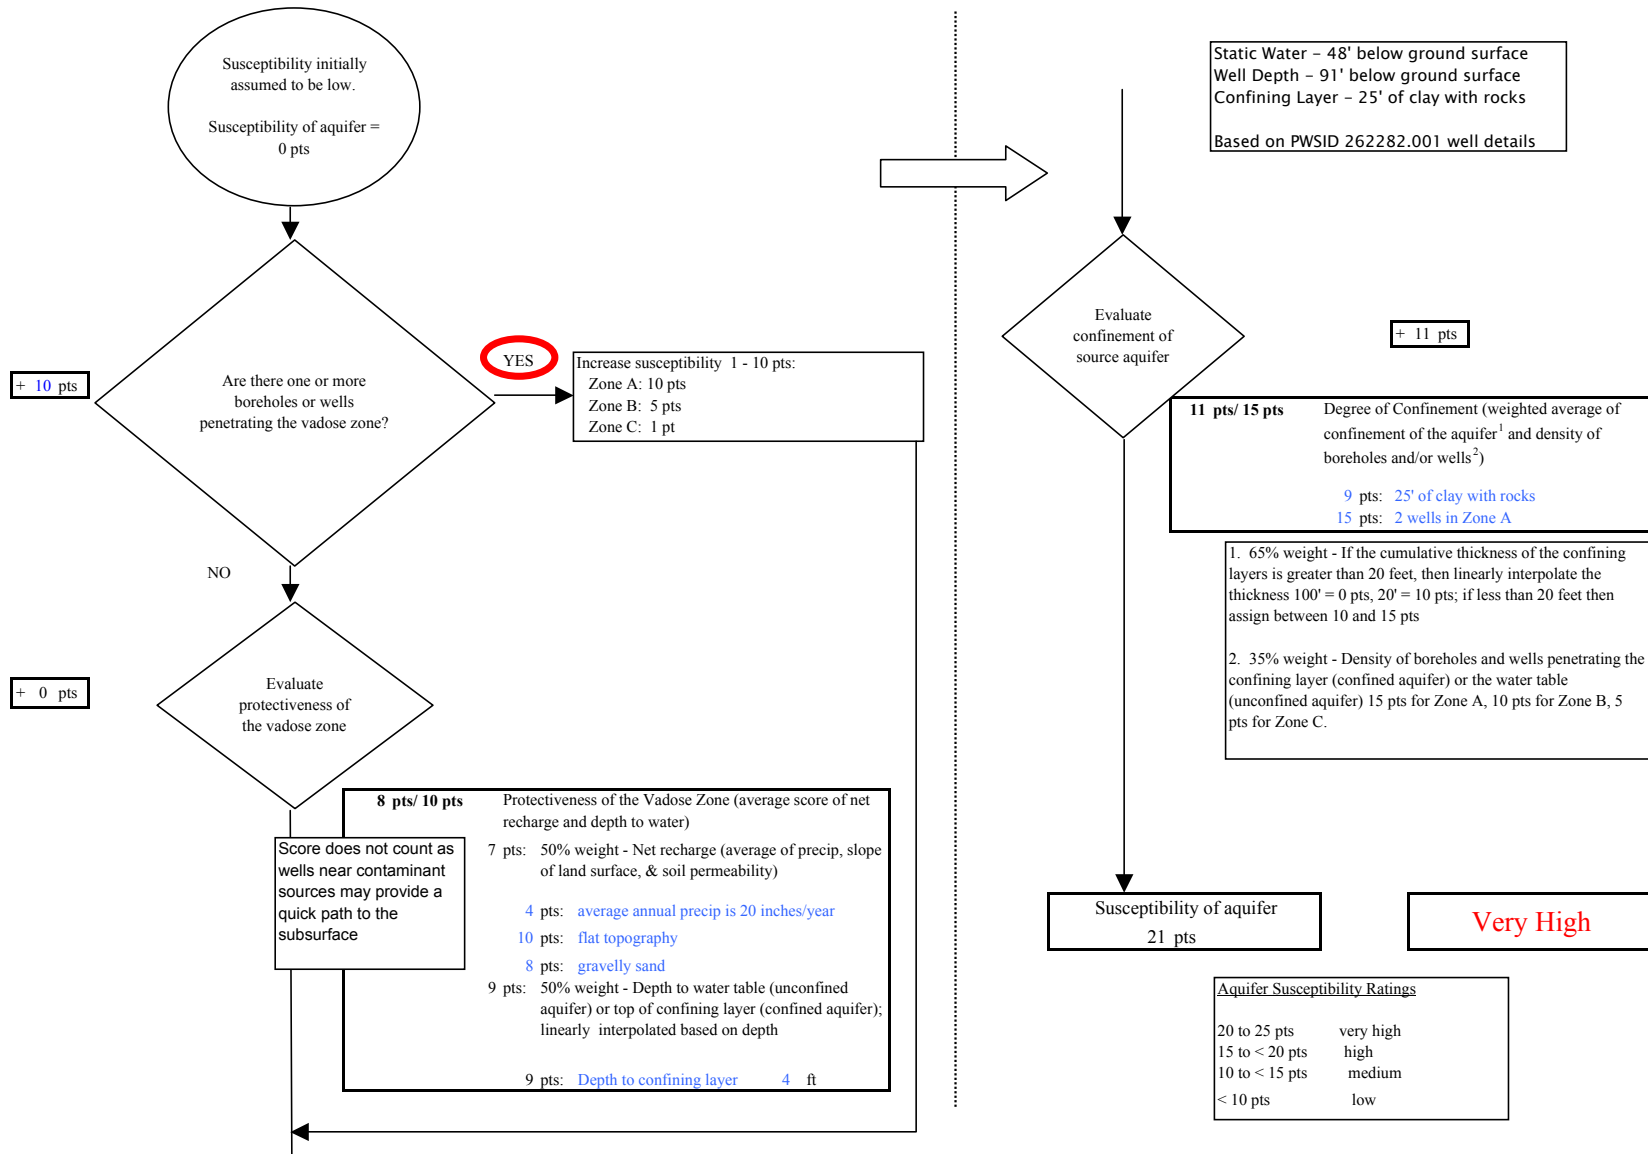 Susceptibility initially
assumed to be low.
Susceptibility of aquifer =
0 pts
Are there one or more
boreholes or wells
penetrating the vadose zone?
+ 10 pts
YES
Increase susceptibility 1 - 10 pts:
Zone A: 10 pts
Zone B: 5 pts
Zone C: 1 pt
NO
Evaluate
protectiveness of
the vadose zone
+ 0 pts
8 pts/ 10 pts Protectiveness of the Vadose Zone (average score of net
recharge and depth to water)
7 pts: 50% weight - Net recharge (average of precip, slope
of land surface, & soil permeability)
4 pts: average annual precip is 20 inches/year
10 pts: flat topography
8 pts: gravelly sand
9 pts: 50% weight - Depth to water table (unconfined
aquifer) or top of confining layer (confined aquifer);
linearly interpolated based on depth
9 pts: Depth to confining layer 4 ft
Score does not count as
wells near contaminant
sources may provide a
quick path to the
subsurface
Static Water – 48' below ground surface
Well Depth – 91' below ground surface
Confining Layer – 25' of clay with rocks
Based on PWSID 262282.001 well details
Evaluate
confinement of
source aquifer
+ 11 pts
11 pts/ 15 pts Degree of Confinement (weighted average of
confinement of the aquifer1 and density of
boreholes and/or wells2)
9 pts: 25' of clay with rocks
15 pts: 2 wells in Zone A
1. 65% weight - If the cumulative thickness of the confining
layers is greater than 20 feet, then linearly interpolate the
thickness 100' = 0 pts, 20' = 10 pts; if less than 20 feet then
assign between 10 and 15 pts
2. 35% weight - Density of boreholes and wells penetrating the
confining layer (confined aquifer) or the water table
(unconfined aquifer) 15 pts for Zone A, 10 pts for Zone B, 5
pts for Zone C.
Susceptibility of aquifer
21 pts
Very High
Aquifer Susceptibility Ratings
20 to 25 pts very high
15 to < 20 pts high
10 to < 15 pts medium
< 10 pts low